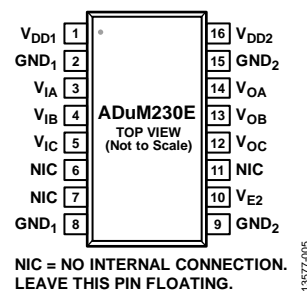 V_DD1 1 16 V_DD2
GND_1 2 15 GND_2
V_IA 3 14 V_OA
V_IB 4 ADuM230E 13 V_OB
TOP VIEW
V_IC 5 (Not to Scale) 12 V_OC
NIC 6 11 NIC
NIC 7 10 V_E2
GND_1 8 9 GND_2
NIC = NO INTERNAL CONNECTION.
LEAVE THIS PIN FLOATING.
13577-005